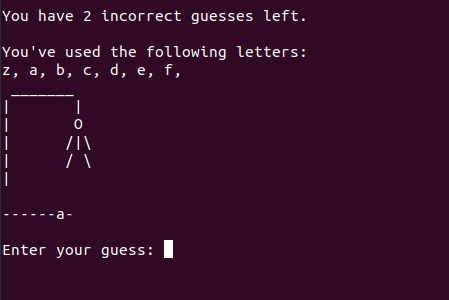 You have 2 incorrect guesses left.
You've used the following letters:
z, a, b, c, d, e, f,
 _______
|       |
|       O
|      /|\
|      / \
|
------a-
Enter your guess: